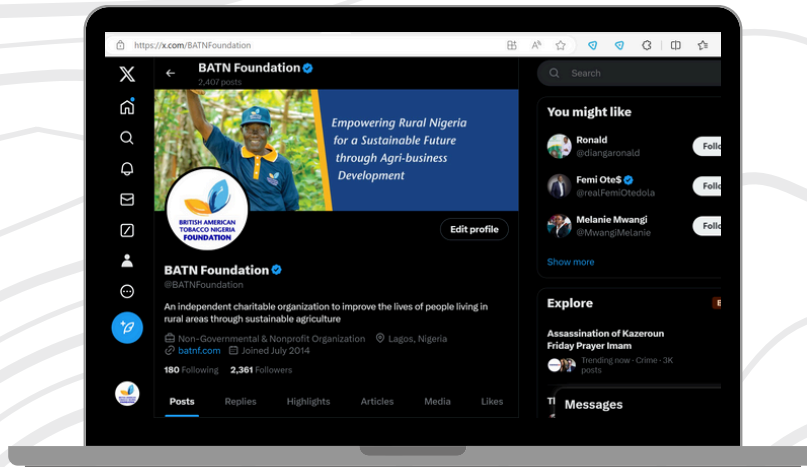 https://x.com/BATNFoundation
BATN Foundation
2,407 posts
Search
Empowering Rural Nigeria
for a Sustainable Future
through Agri-business
Development
BRITISH AMERICAN
TOBACCO NIGERIA
FOUNDATION
Edit profile
BATN Foundation
@BATNFoundation
An independent charitable organization to improve the lives of people living in
rural areas through sustainable agriculture
Non-Governmental & Nonprofit Organization Lagos, Nigeria
batnf.com Joined July 2014
180 Following 2,361 Followers
Posts Replies Highlights Articles Media Likes
You might like
Ronald
@diangaronald
Follo
Femi Ote$
@realFemiOtedola
Follo
Melanie Mwangi
@MwangiMelanie
Follo
Show more
Explore
Assassination of Kazeroun
Friday Prayer Imam
Trending now · Crime · 3K
posts
Messages